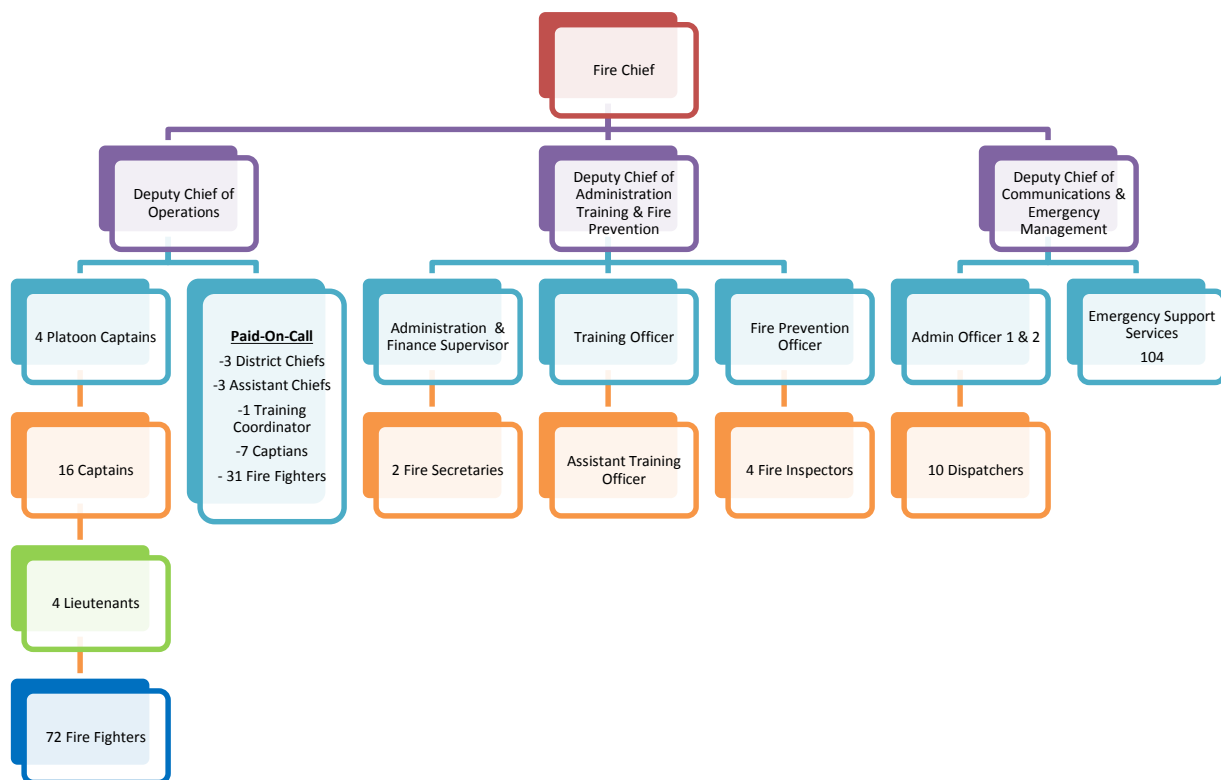 Fire Chief
Deputy Chief of
Operations
Deputy Chief of
Administration
Training & Fire
Prevention
Deputy Chief of
Communications &
Emergency
Management
4 Platoon Captains
Paid-On-Call
-3 District Chiefs
-3 Assistant Chiefs
-1 Training
Coordinator
-7 Captian
- 31 Fire Fighters
Administration &
Finance Supervisor
Training Officer
Fire Prevention
Officer
Admin Officer 1 & 2
Emergency Support
Services
104
16 Captains
2 Fire Secretaries
Assistant Training
Officer
4 Fire Inspectors
10 Dispatchers
4 Lieutenants
72 Fire Fighters